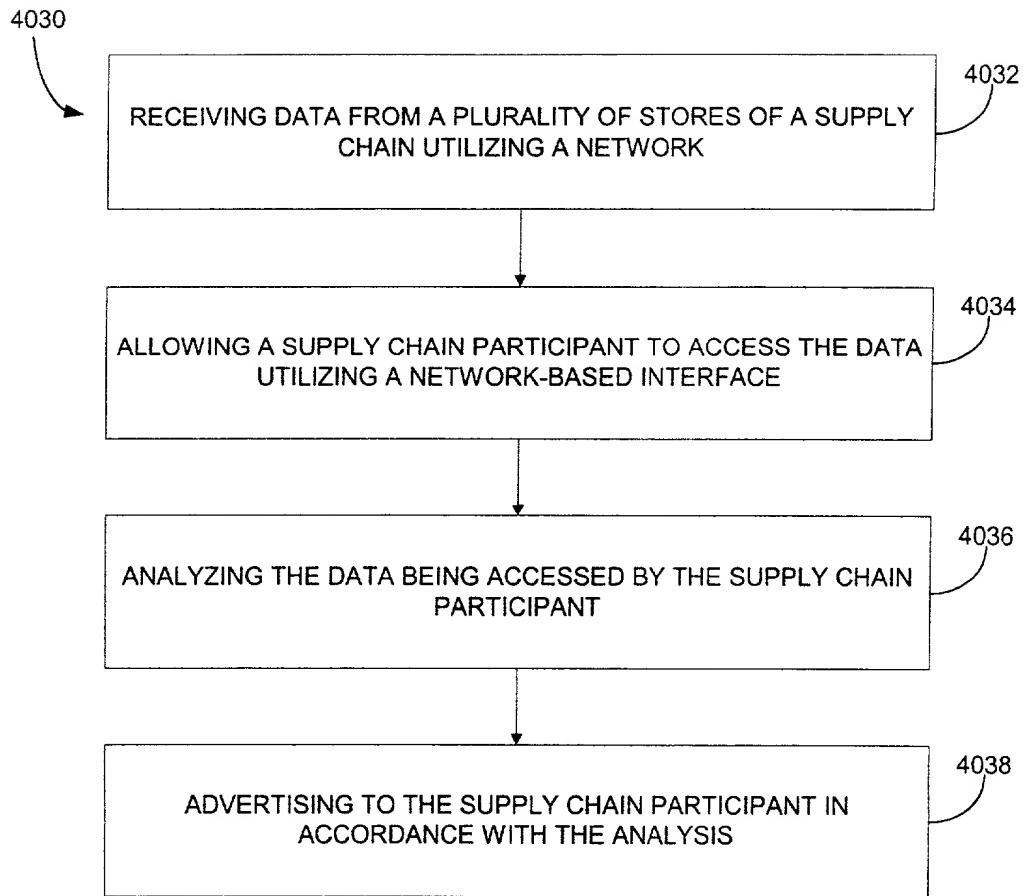 4030
4032
RECEIVING DATA FROM A PLURALITY OF STORES OF A SUPPLY
CHAIN UTILIZING A NETWORK
4034
ALLOWING A SUPPLY CHAIN PARTICIPANT TO ACCESS THE DATA
UTILIZING A NETWORK-BASED INTERFACE
4036
ANALYZING THE DATA BEING ACCESSED BY THE SUPPLY CHAIN
PARTICIPANT
4038
ADVERTISING TO THE SUPPLY CHAIN PARTICIPANT IN
ACCORDANCE WITH THE ANALYSIS